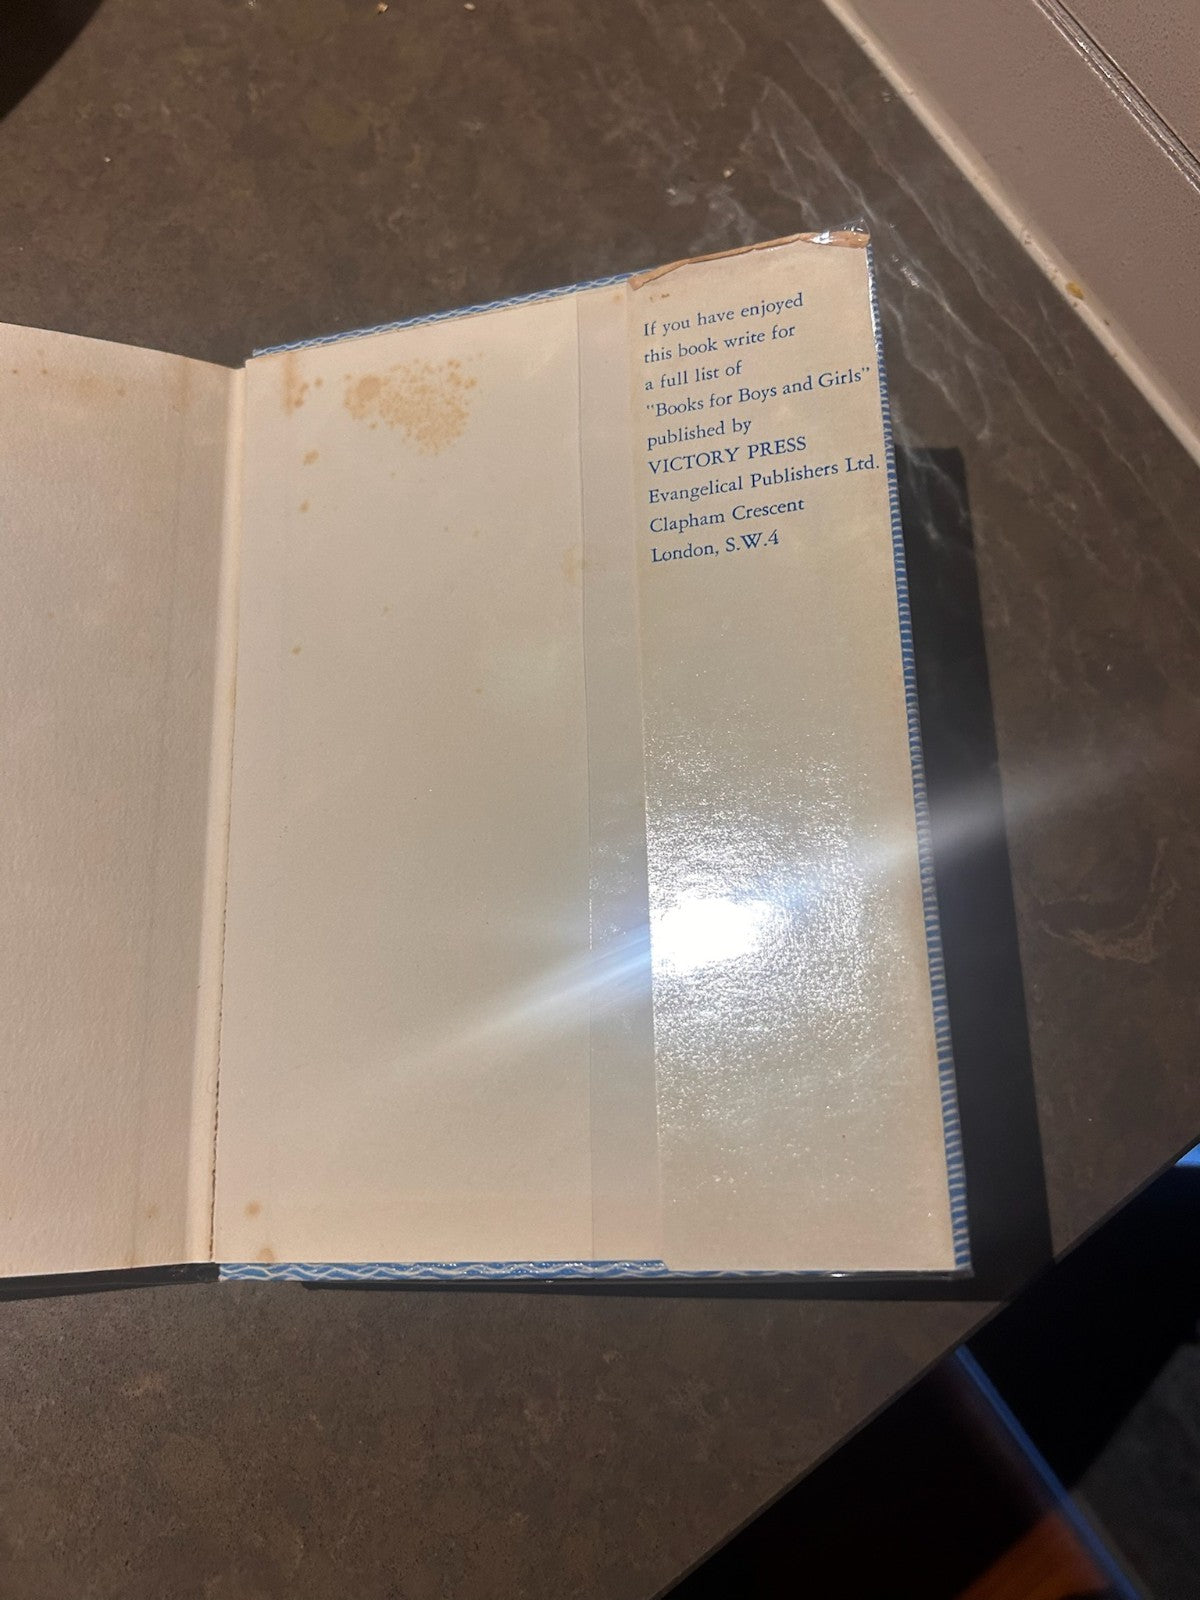 If you have enjoyed
this book write for
a full list of
"Books for Boys and Girls"
published by
VICTORY PRESS
Evangelical Publishers Ltd.
Clapham Crescent
London, S.W.4